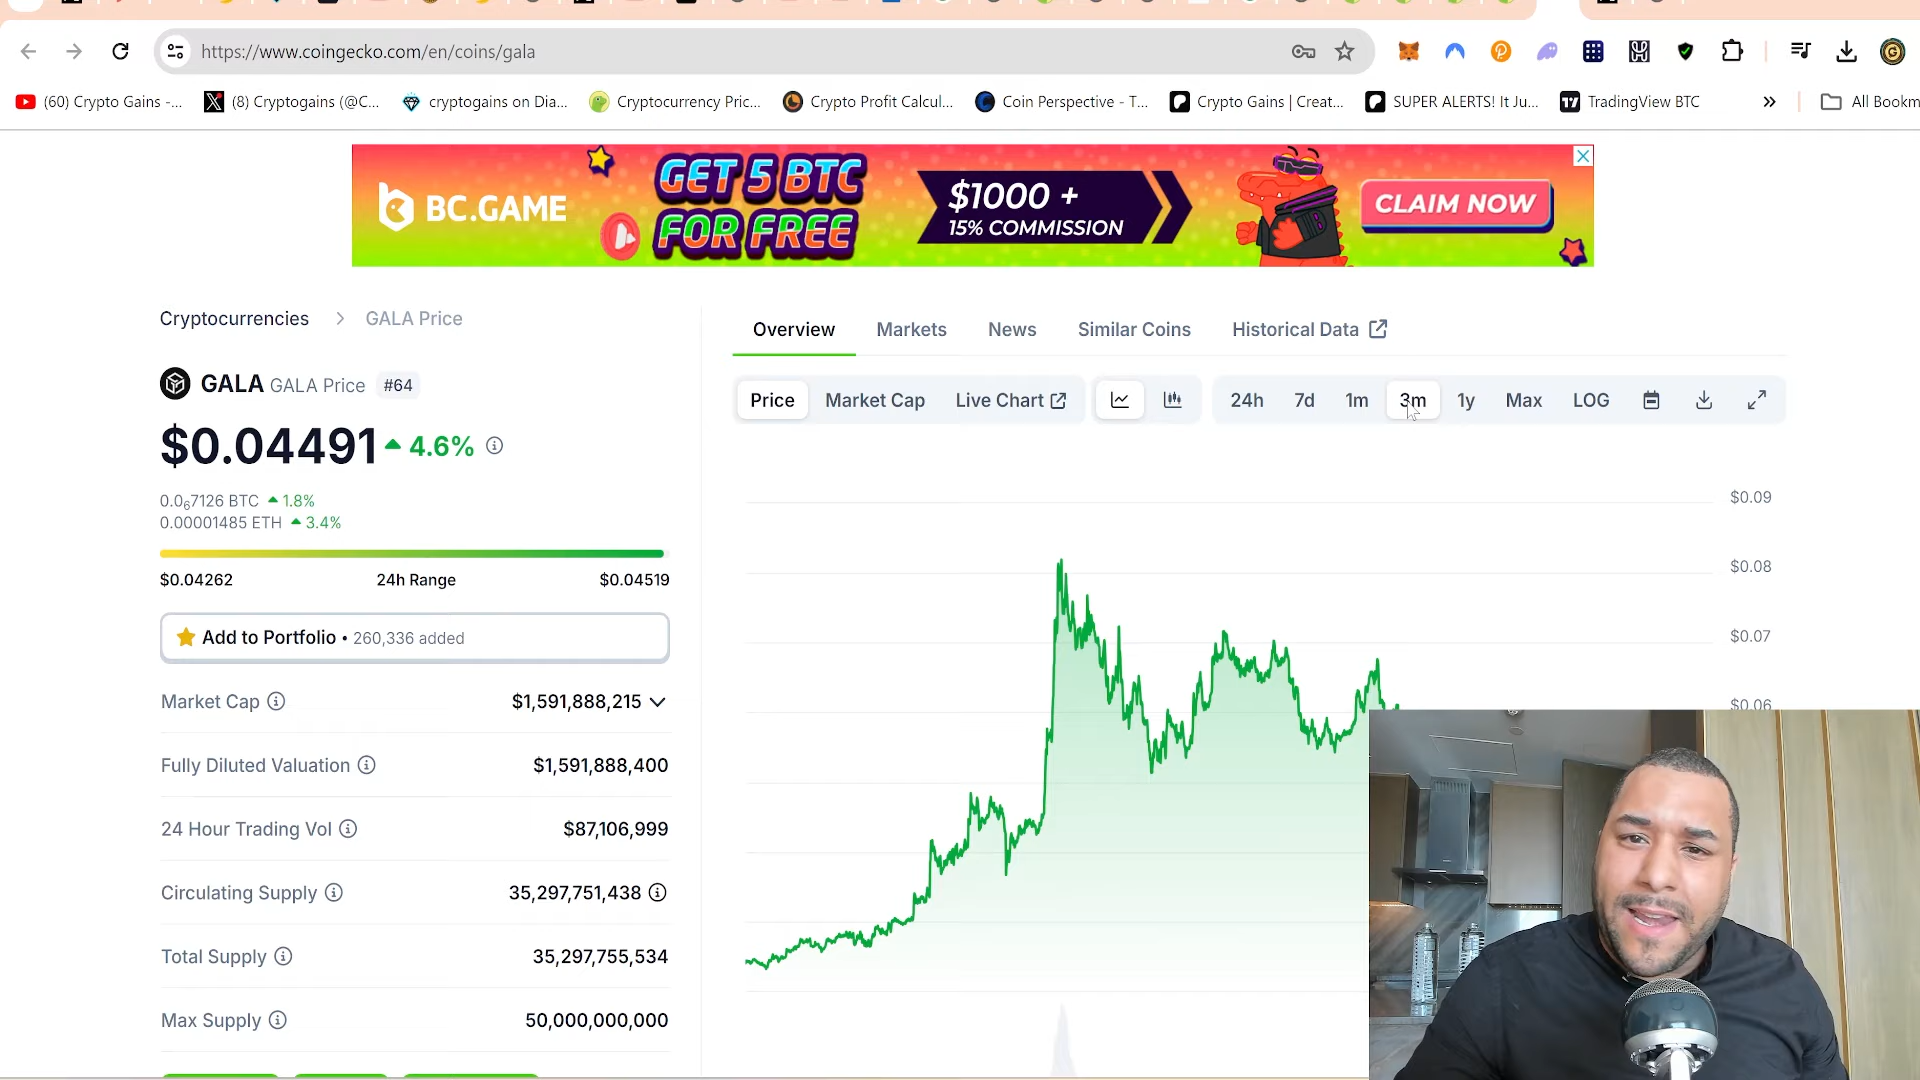 https://www.coingecko.com/en/coins/gala
(60) Crypto Gains -...
(8) Cryptogains (@C...
cryptogains on Dia...
Cryptocurrency Pric...
Crypto Profit Calcul...
Coin Perspective - T...
Crypto Gains | Creat...
SUPER ALERTS! It Ju...
TradingView BTC
All Bookm
BC.GAME
GET 5 BTC
FOR FREE
$1000 +
15% COMMISSION
CLAIM NOW
Cryptocurrencies > GALA Price
Overview Markets News Similar Coins Historical Data
GALA GALA Price #64
Price Market Cap Live Chart 24h 7d 1m 3m 1y Max LOG
$0.04491 ▲ 4.6%
0.0₆7126 BTC ▲ 1.8%
0.00001485 ETH ▲ 3.4%
$0.04262 24h Range $0.04519
Add to Portfolio • 260,336 added
Market Cap $1,591,888,215
Fully Diluted Valuation $1,591,888,400
24 Hour Trading Vol $87,106,999
Circulating Supply 35,297,751,438
Total Supply 35,297,755,534
Max Supply 50,000,000,000
$0.09
$0.08
$0.07
$0.06